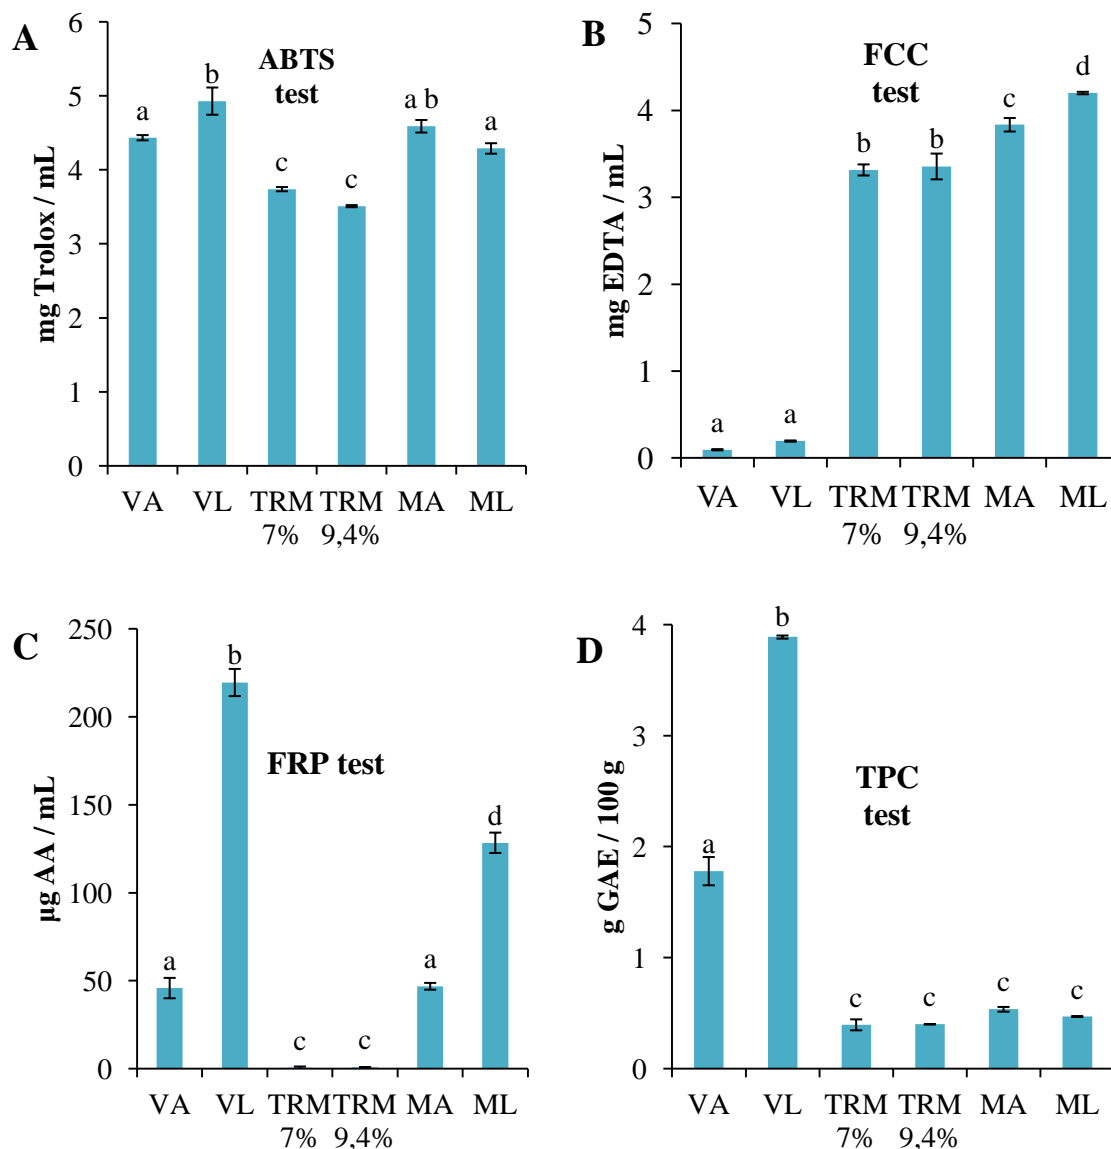 A
ABTS
test
mg Trolox / mL
6
5
4
3
2
1
0
a
b
c
c
a b
a
VA VL TRM TRM MA ML
7% 9,4%
B
FCC
test
mg EDTA / mL
5
4
3
2
1
0
a
a
b
b
c
d
VA VL TRM TRM MA ML
7% 9,4%
C
FRP test
µg AA / mL
250
200
150
100
50
0
a
b
c
c
a
d
VA VL TRM TRM MA ML
7% 9,4%
D
TPC
test
g GAE / 100 g
4
3
2
1
0
a
b
c
c
c
c
VA VL TRM TRM MA ML
7% 9,4%